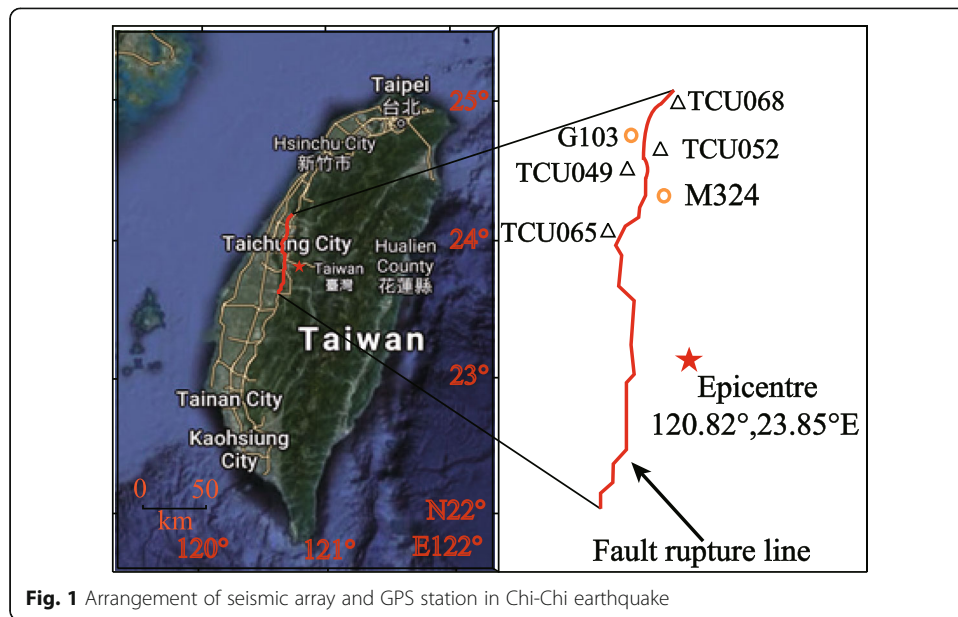 Taipei
台北
25°
Hsinchu City
新竹市
Taichung City
24°
Hualien
County
花蓮縣
Taiwan
臺灣
Taiwan
23°
Tainan City
Kaohsiung
City
0 50
km
N22°
120° 121° E122°
TCU068
G103
TCU052
TCU049
M324
TCU065
Epicentre
120.82°,23.85°E
Fault rupture line
Fig. 1 Arrangement of seismic array and GPS station in Chi-Chi earthquake